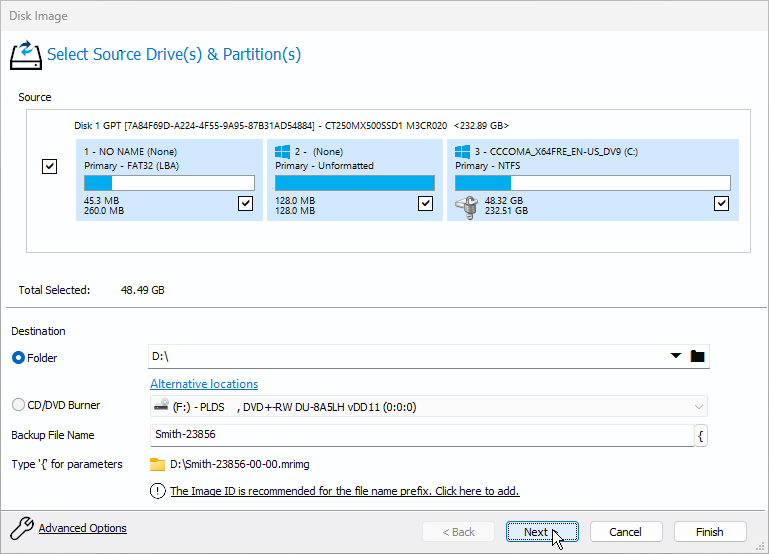 Disk Image
Select Source Drive(s) & Partition(s)
Source
Disk 1 GPT [7A84F69D-A224-4F55-9A95-87B31AD54884] - CT250MX500SSD1 M3CR020 <232.89 GB>
1 - NO NAME (None)
Primary - FAT32 (LBA)
45.3 MB
260.0 MB
2 - (None)
Primary - Unformatted
128.0 MB
128.0 MB
3 - CCCOMA_X64FRE_EN-US_DV9 (C:)
Primary - NTFS
48.32 GB
232.51 GB
Total Selected: 48.49 GB
Destination
Folder
D:\
Alternative locations
CD/DVD Burner
(F:) - PLDS , DVD+-RW DU-8A5LH vDD11 (0:0:0)
Backup File Name
Smith-23856
{
Type '{' for parameters
D:\Smith-23856-00-00.mrimg
The Image ID is recommended for the file name prefix. Click here to add.
Advanced Options
< Back
Next >
Cancel
Finish